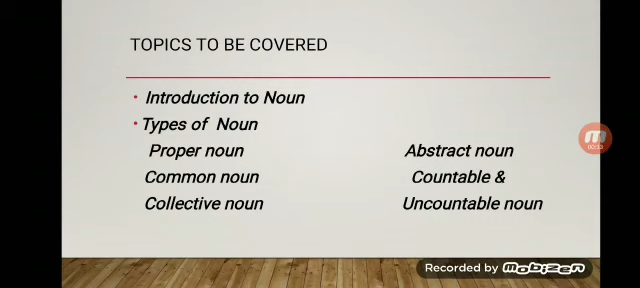 TOPICS TO BE COVERED
• Introduction to Noun
• Types of Noun
Proper noun
Abstract noun
Common noun
Countable &
Collective noun
Uncountable noun
Recorded by mobizen